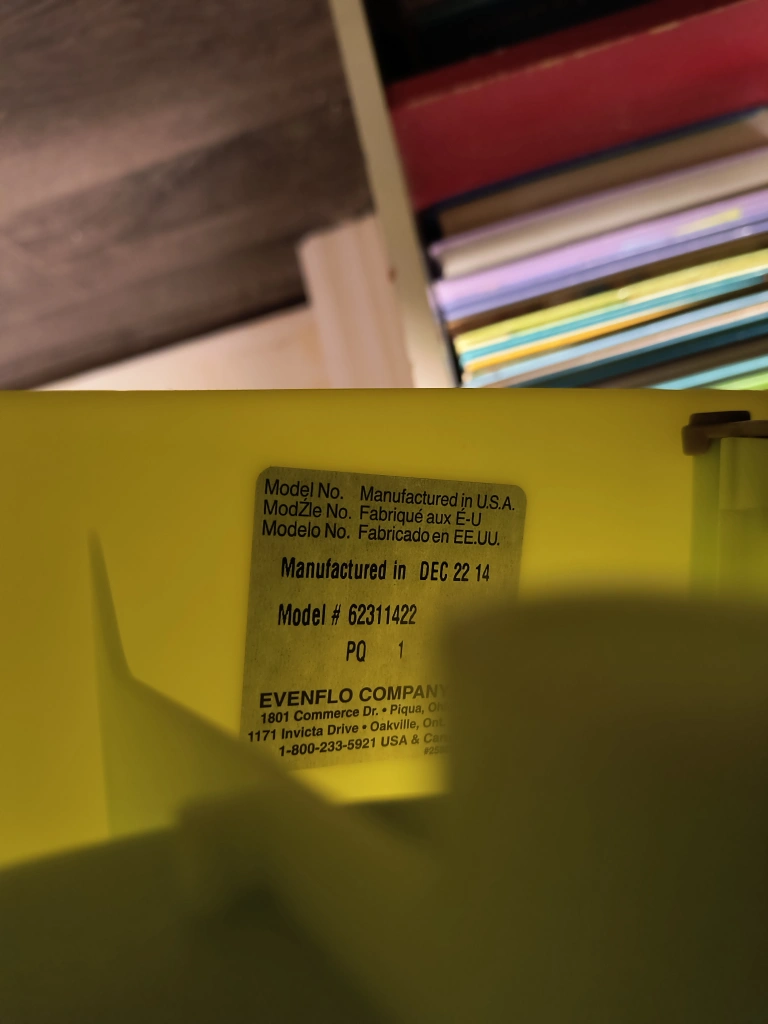 Model No. Manufactured in U.S.A.
ModŹle No. Fabriqué aux É-U
Modelo No. Fabricado en EE.UU.
Manufactured in DEC 22 14
Model # 62311422
PQ 1
EVENFLO COMPANY
1801 Commerce Dr. • Piqua,
1171 Invicta Drive • Oakville, Ont.
1-800-233-5921 USA &